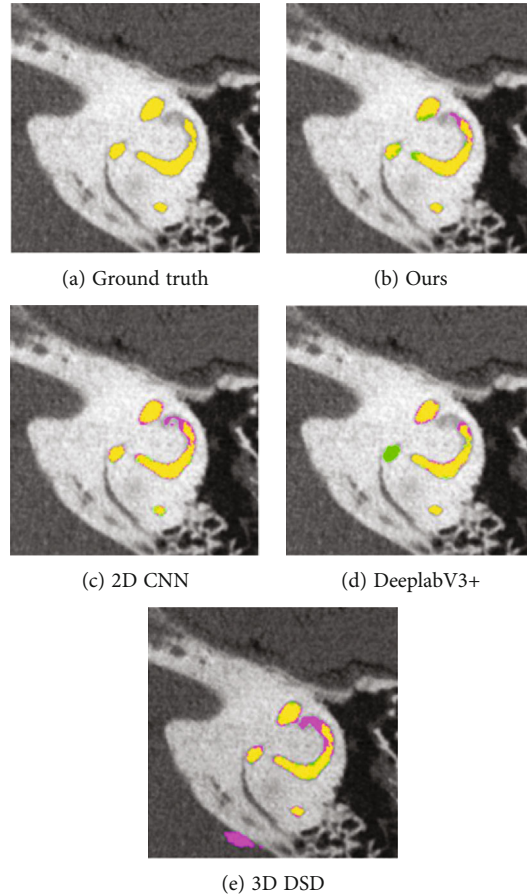 (a) Ground truth
(b) Ours
(c) 2D CNN
(d) DeeplabV3+
(e) 3D DSD